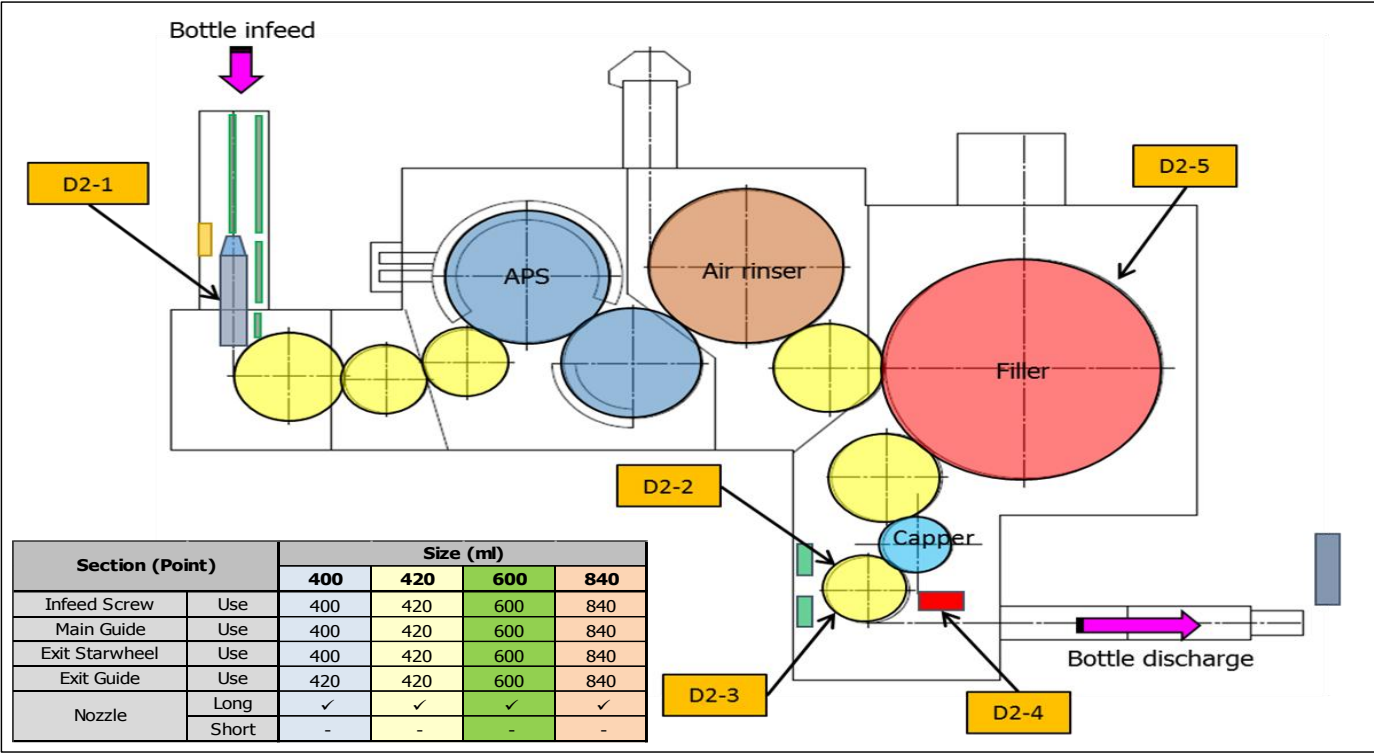 Bottle infeed
D2-1
D2-5
APS
Air rinser
Filler
D2-2
Capper
Bottle discharge
D2-3
D2-4
Section (Point) Size (ml)
400 420 600 840
Infeed Screw Use 400 420 600 840
Main Guide Use 400 420 600 840
Exit Starwheel Use 400 420 600 840
Exit Guide Use 420 420 600 840
Nozzle Long ✓ ✓ ✓ ✓
Short - - - -